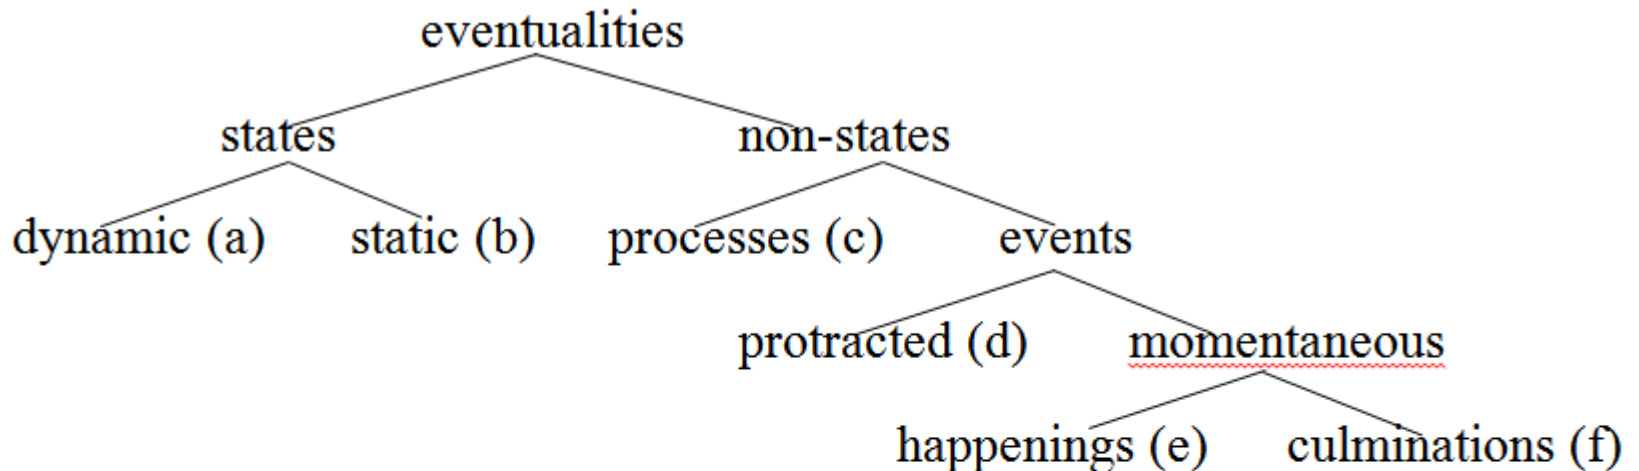 eventualities
states non-states
dynamic (a) static (b) processes (c) events
protracted (d) momentaneous
happenings (e) culminations (f)